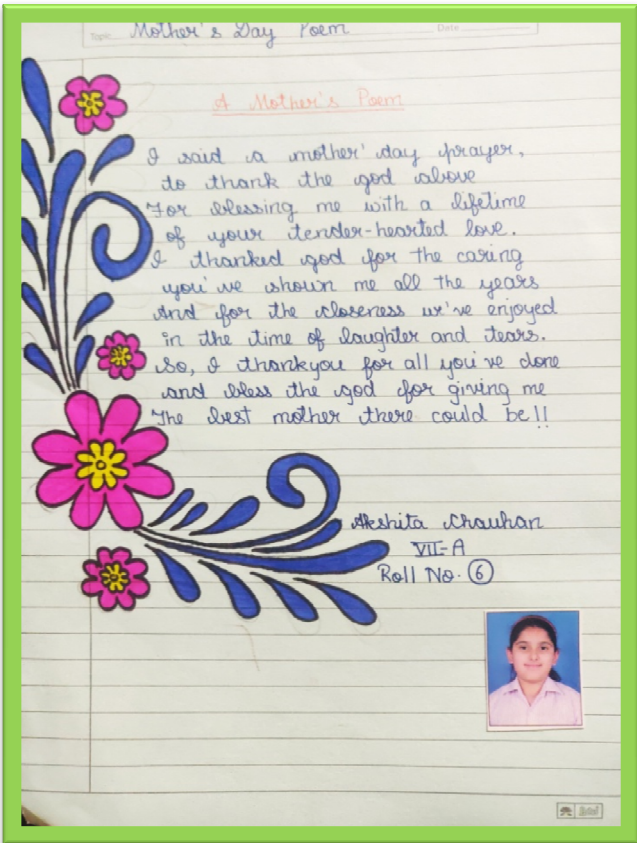 Topic Mother's Day Poem Date
A Mother's Poem
I said a mother' day prayer,
to thank the god above
For blessing me with a lifetime
of your tender-hearted love.
I thanked god for the caring
you've shown me all the years
And for the closeness we've enjoyed
in the time of laughter and tears.
So, I thankyou for all you've done
and bless the god for giving me
The best mother there could be!!
Akshita Chauhan
VII-A
Roll No. 6